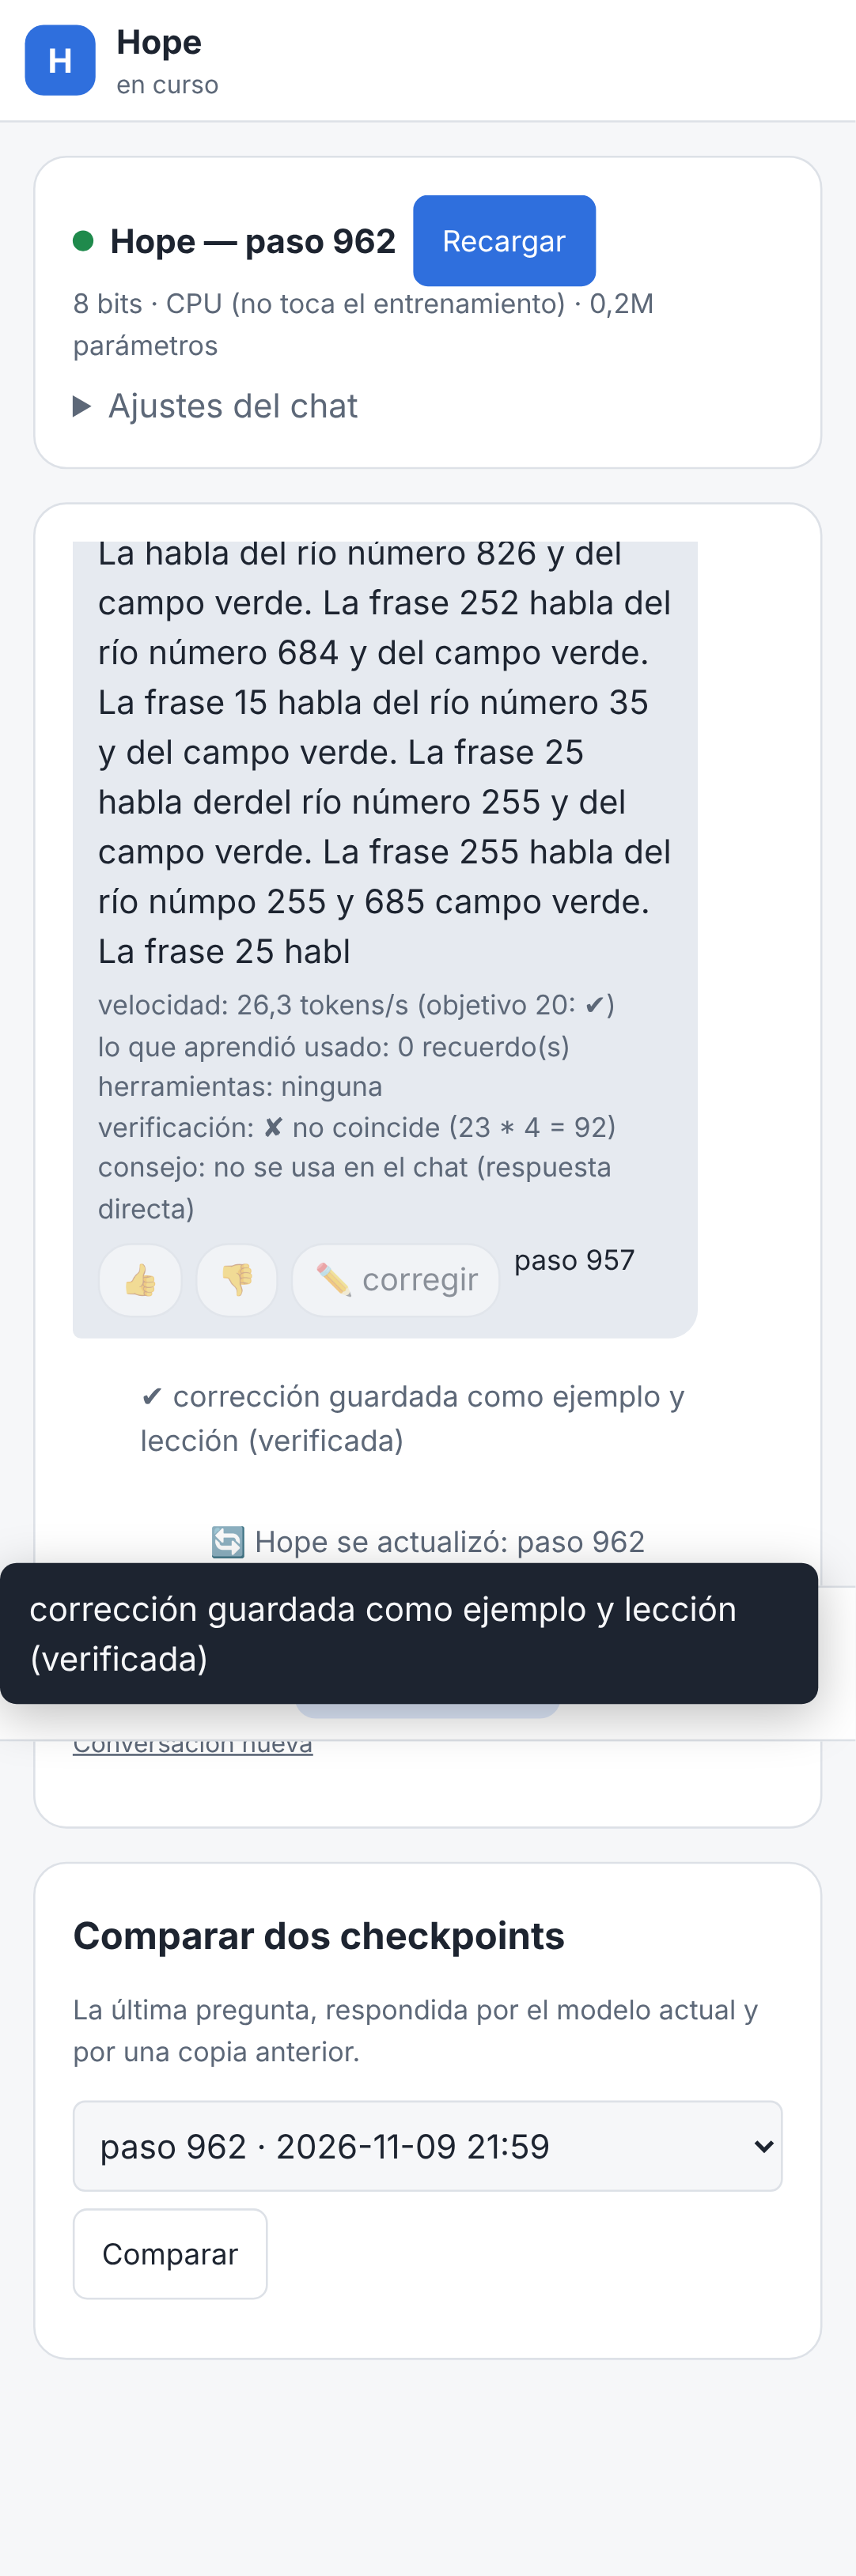 H
Hope
en curso
Hope — paso 962
Recargar
8 bits · CPU (no toca el entrenamiento) · 0,2M
parámetros
▶ Ajustes del chat
La habla del río número 826 y del
campo verde. La frase 252 habla del
río número 684 y del campo verde.
La frase 15 habla del río número 35
y del campo verde. La frase 25
habla derdel río número 255 y del
campo verde. La frase 255 habla del
río númpo 255 y 685 campo verde.
La frase 25 habl
velocidad: 26,3 tokens/s (objetivo 20: ✔)
lo que aprendió usado: 0 recuerdo(s)
herramientas: ninguna
verificación: ✘ no coincide (23 * 4 = 92)
consejo: no se usa en el chat (respuesta
directa)
👍 👎 ✏️ corregir paso 957
✔ corrección guardada como ejemplo y
lección (verificada)
🔄 Hope se actualizó: paso 962
corrección guardada como ejemplo y lección
(verificada)
Conversación nueva
Comparar dos checkpoints
La última pregunta, respondida por el modelo actual y
por una copia anterior.
paso 962 · 2026-11-09 21:59
Comparar